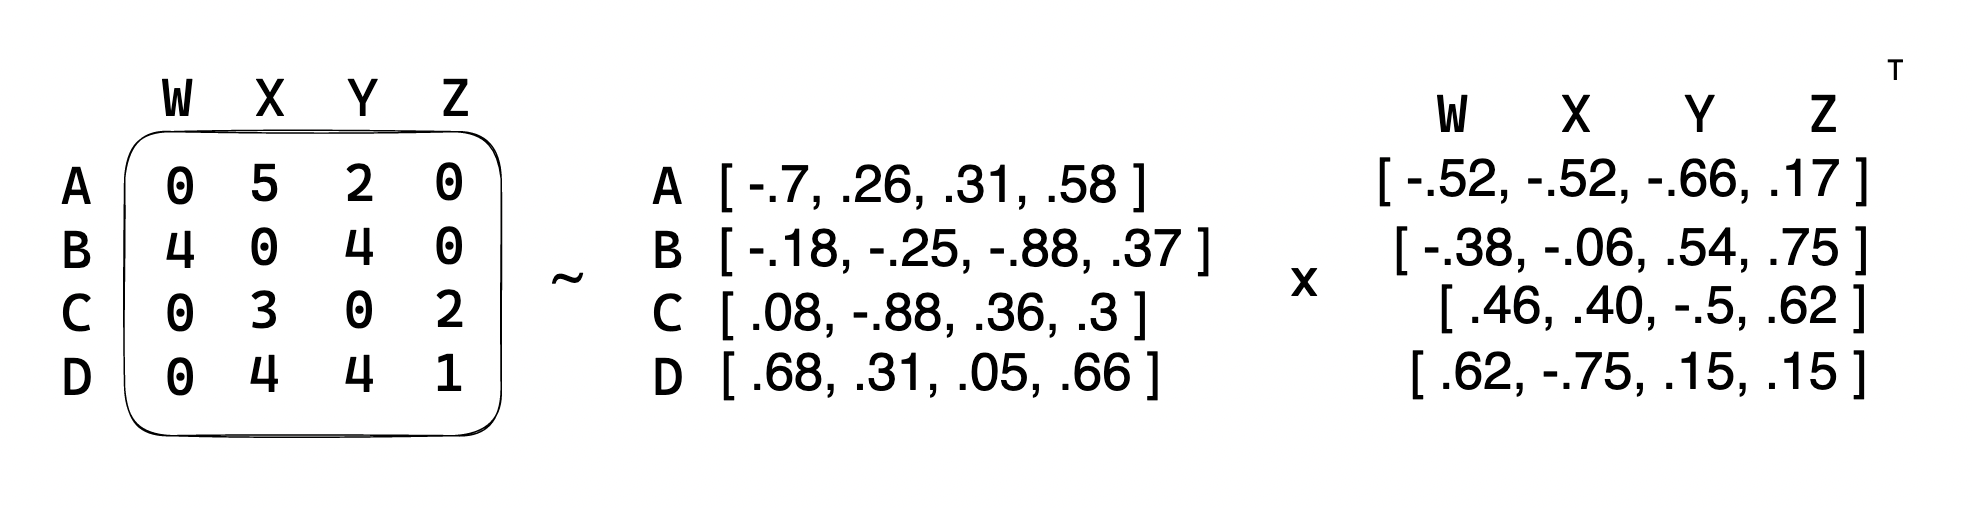 T
W X Y Z
W X Y Z
A 0 5 2 0 A [ -.7, .26, .31, .58 ] [ -.52, -.52, -.66, .17 ]
B 4 0 4 0 B [ -.18, -.25, -.88, .37 ] [ -.38, -.06, .54, .75 ]
~ x
C 0 3 0 2 C [ .08, -.88, .36, .3 ] [ .46, .40, -.5, .62 ]
D 0 4 4 1 D [ .68, .31, .05, .66 ] [ .62, -.75, .15, .15 ]